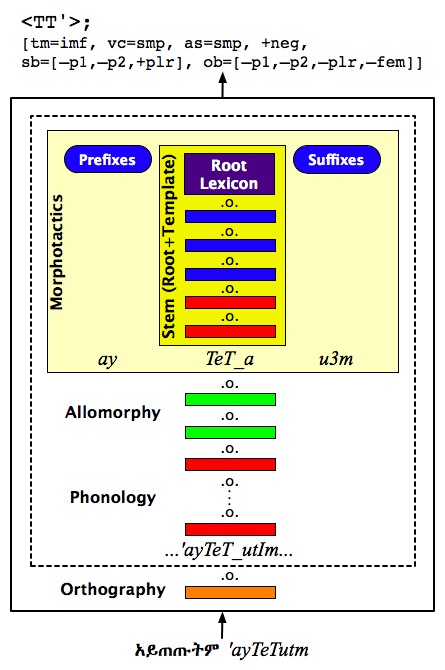 <TT'>;
[tm=imf, vc=smp, as=smp, +neg,
sb=[–p1,–p2,+plr], ob=[–p1,–p2,–plr,–fem]]
Morphotactics
Prefixes
Stem (Root+Template)
Root
Lexicon
Suffixes
.o.
.o.
.o.
.o.
.o.
ay TeT_a u3m
.o.
Allomorphy
.o.
.o.
Phonology
.o.
...'ayTeT_utIm...
.o.
Orthography
አይጠጡትም 'ayTeTutm